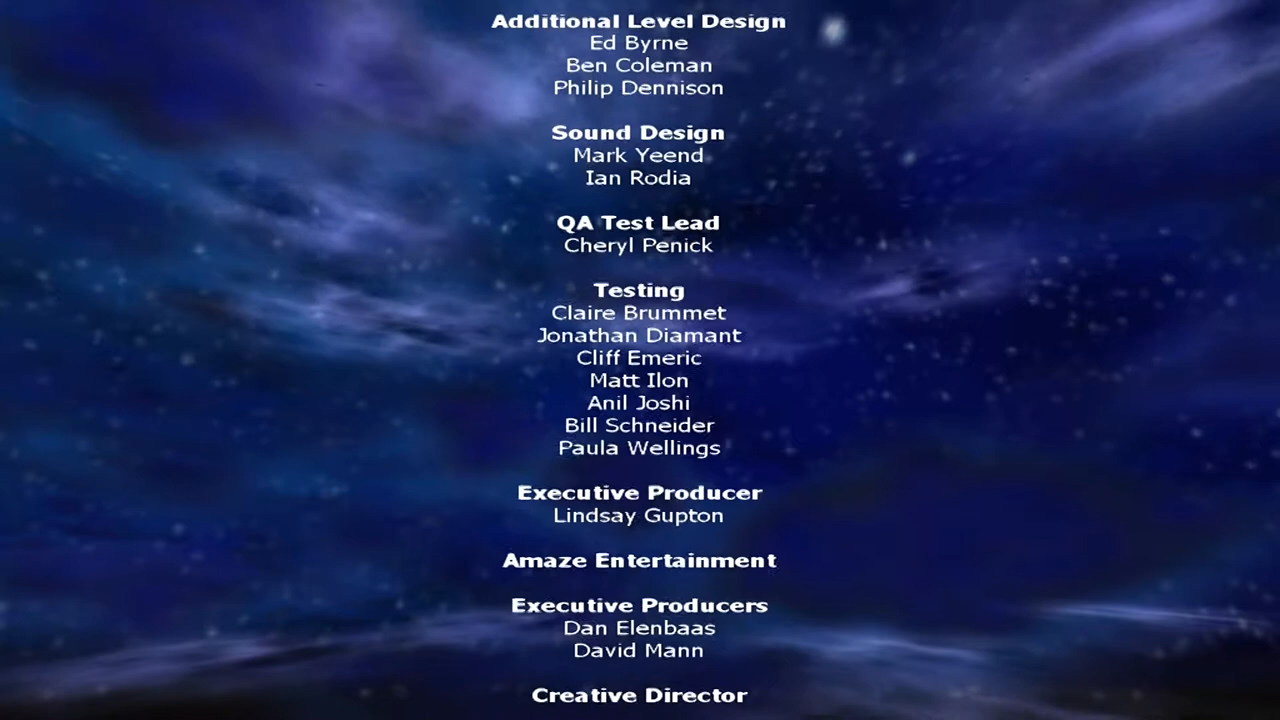 Additional Level Design
Ed Byrne
Ben Coleman
Philip Dennison
Sound Design
Mark Yeend
Ian Rodia
QA Test Lead
Cheryl Penick
Testing
Claire Brummet
Jonathan Diamant
Cliff Emeric
Matt Ilon
Anil Joshi
Bill Schneider
Paula Wellings
Executive Producer
Lindsay Gupton
Amaze Entertainment
Executive Producers
Dan Elenbaas
David Mann
Creative Director